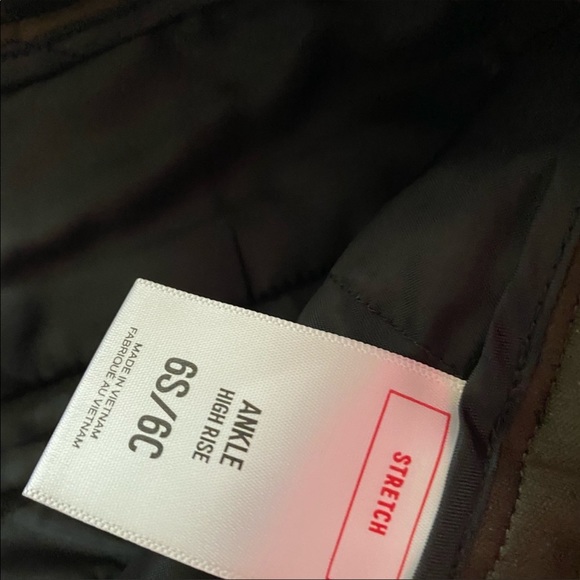 STRETCH
ANKLE
HIGH RISE
6S/6C
MADE IN VIETNAM
FABRIQUÉ AU VIETNAM